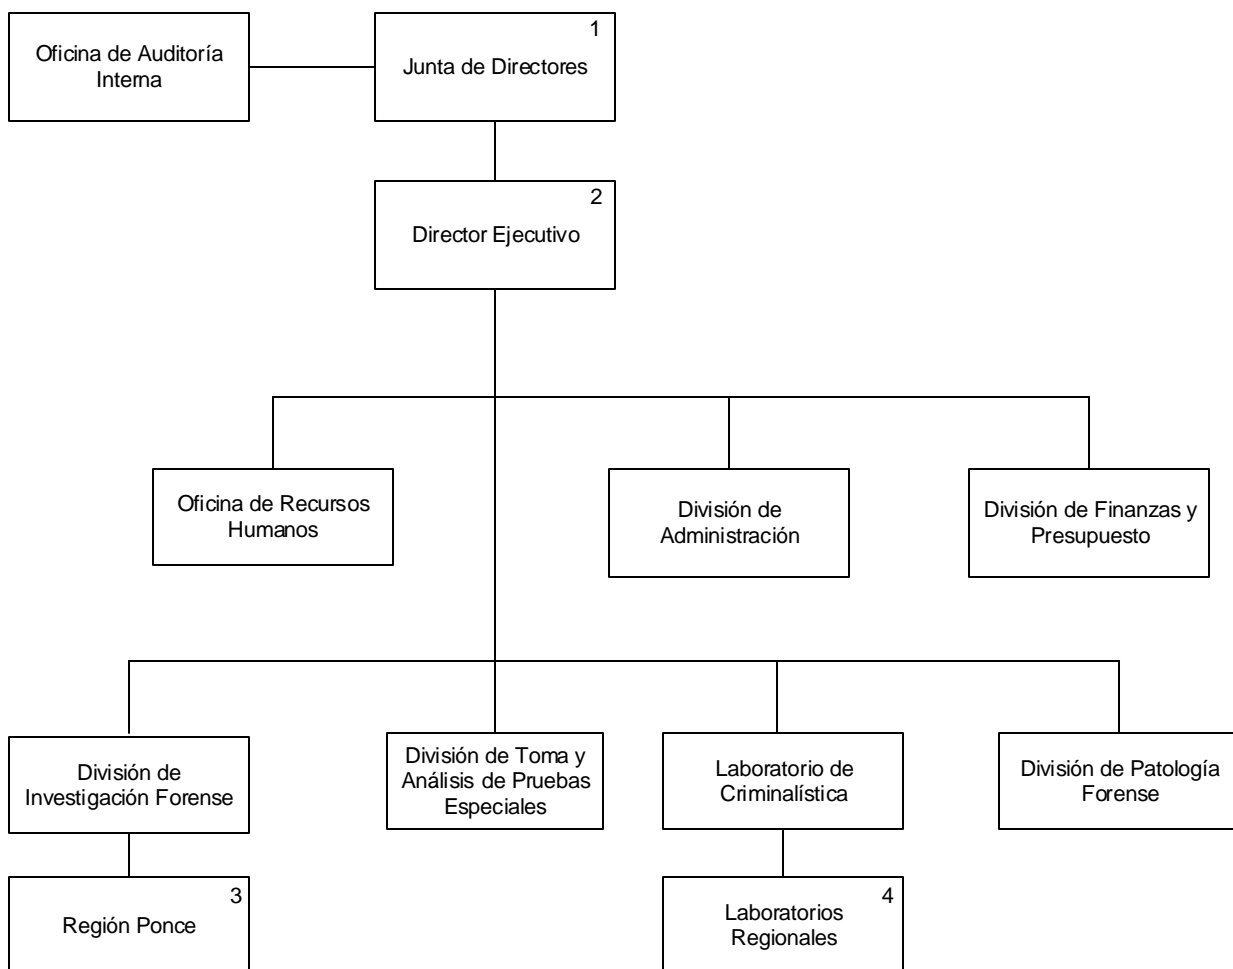 Oficina de Auditoría
Interna
1
Junta de Directores
2
Director Ejecutivo
Oficina de Recursos
Humanos
División de
Administración
División de Finanzas y
Presupuesto
División de
Investigación Forense
División de Toma y
Análisis de Pruebas
Especiales
Laboratorio de
Criminalística
División de Patología
Forense
3
Región Ponce
4
Laboratorios
Regionales